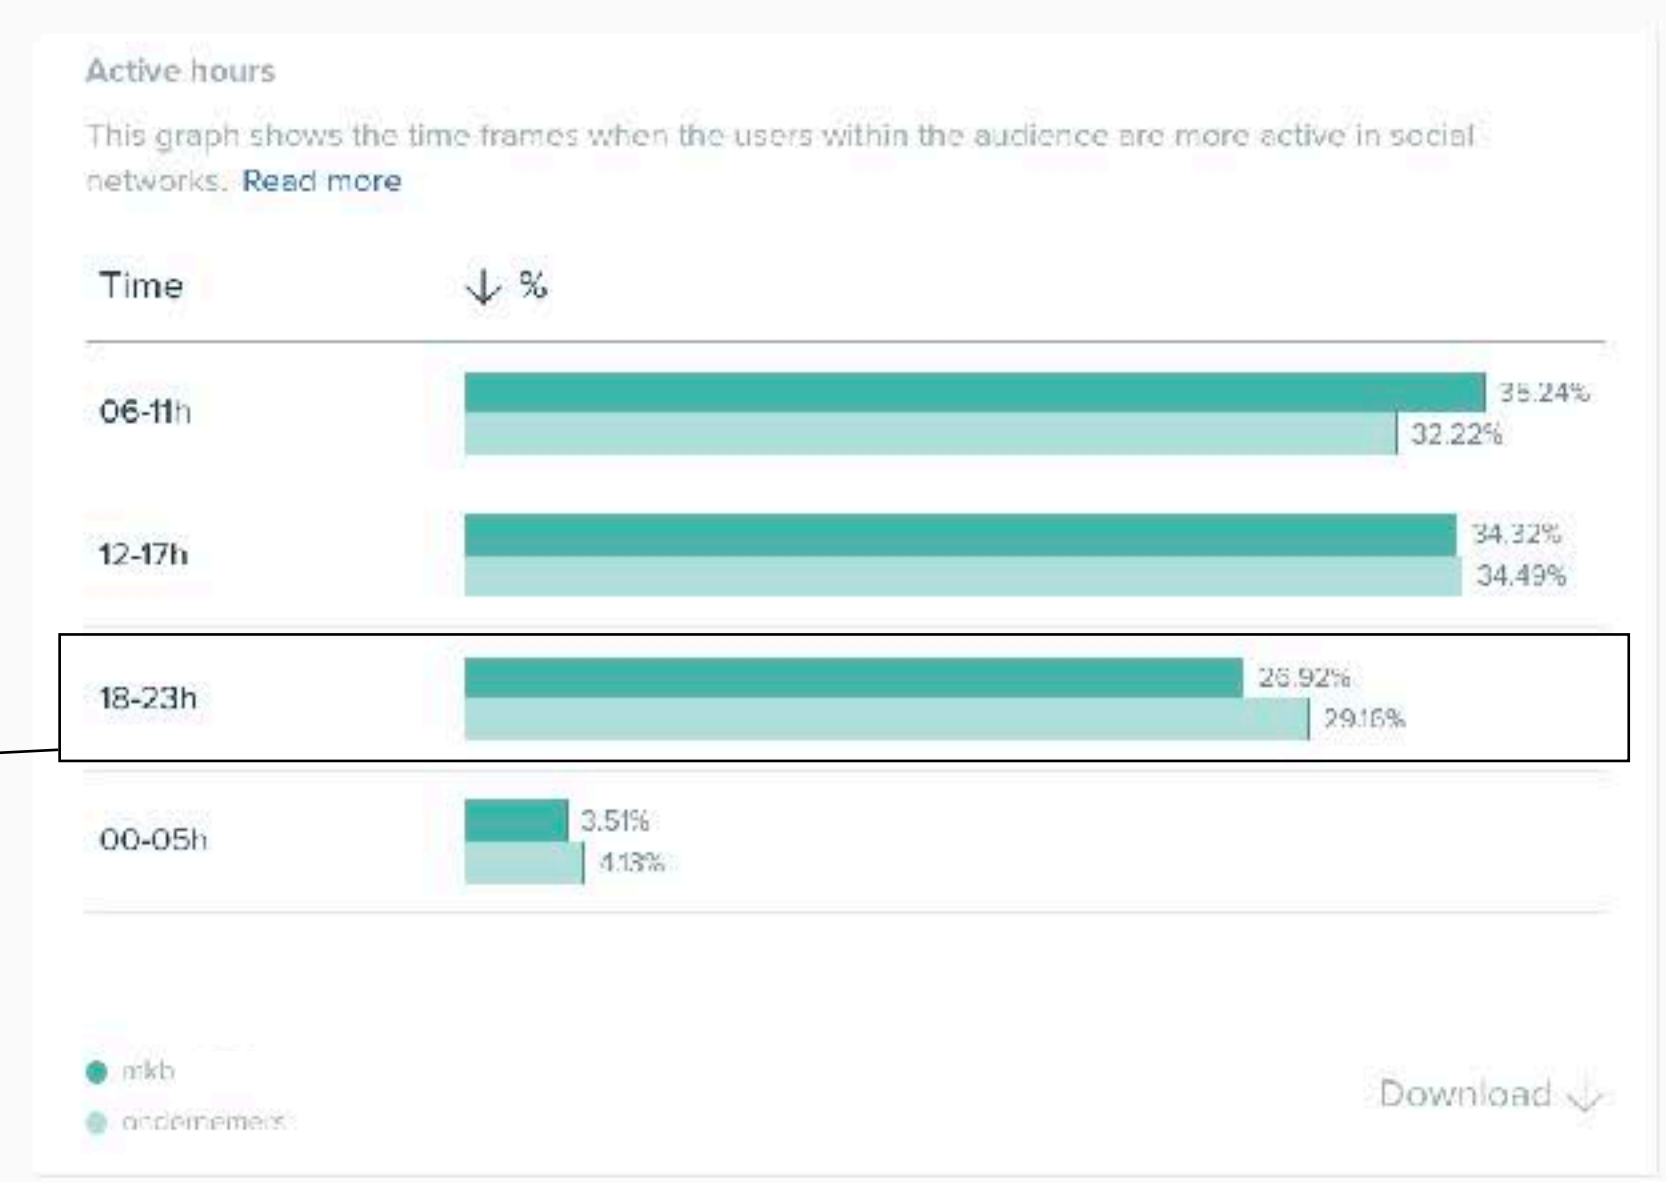 Active hours
This graph shows the time frames when the users within the audience are more active in social
networks. Read more
Time
↓ %
06-11h
35.24%
32.22%
12-17h
34.32%
34.49%
18-23h
26.92%
29.16%
00-05h
3.51%
4.13%
mkb
ondernemers
Download ↓